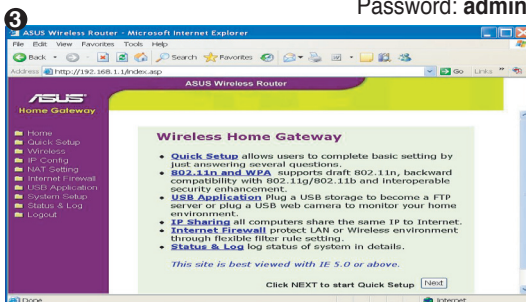 Password: admin
3
ASUS Wireless Router - Microsoft Internet Explorer
File Edit View Favorites Tools Help
Back Search Favorites
Address http://192.168.1.1/index.asp Go Links
ASUS Wireless Router
ASUS
Home Gateway
Home
Quick Setup
Wireless
IP Config
NAT Setting
Internet Firewall
USB Application
System Setup
Status & Log
Logout
Wireless Home Gateway
Quick Setup allows users to complete basic setting by
just answering several questions.
802.11n and WPA supports draft 802.11n, backward
compatibility with 802.11g/802.11b and interoperable
security enhancement.
USB Application Plug a USB storage to become a FTP
server or plug a USB web camera to monitor your home
environment.
IP Sharing all computers share the same IP to Internet.
Internet Firewall protect LAN or Wireless environment
through flexible filter rule setting.
Status & Log log status of system in details.
This site is best viewed with IE 5.0 or above.
Click NEXT to start Quick Setup Next
Done Internet